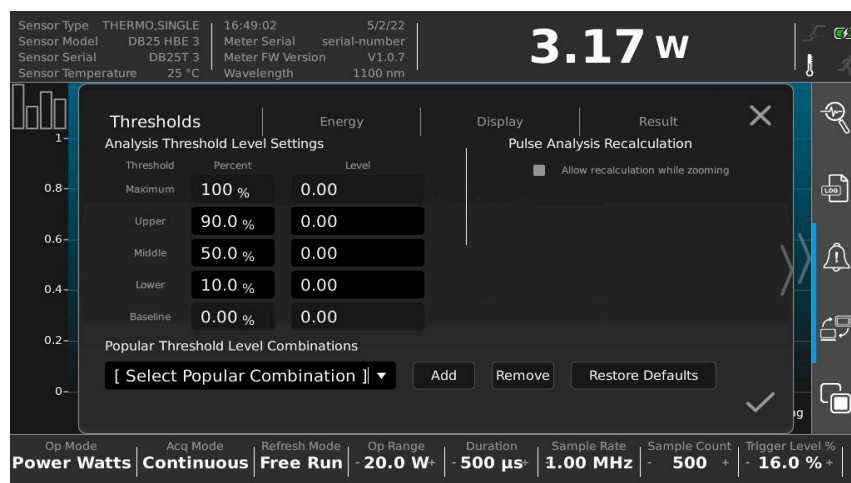 Sensor Type THERMO,SINGLE 16:49:02 5/2/22
Sensor Model DB25 HBE 3 Meter Serial serial-number
Sensor Serial DB25T 3 Meter FW Version V1.0.7
Sensor Temperature 25 °C Wavelength 1100 nm
3.17 W
Thresholds Energy Display Result
Analysis Threshold Level Settings Pulse Analysis Recalculation
Threshold Percent Level
Allow recalculation while zooming
Maximum 100 % 0.00
Upper 90.0 % 0.00
Middle 50.0 % 0.00
Lower 10.0 % 0.00
Baseline 0.00 % 0.00
Popular Threshold Level Combinations
[ Select Popular Combination ] Add Remove Restore Defaults
1-
0.8-
0.6-
0.4-
0.2-
0-
LOG
Op Mode Acq Mode Refresh Mode Op Range Duration Sample Rate Sample Count Trigger Level %
Power Watts Continuous Free Run - 20.0 W+ - 500 µs+ 1.00 MHz - 500 + - 16.0 % +